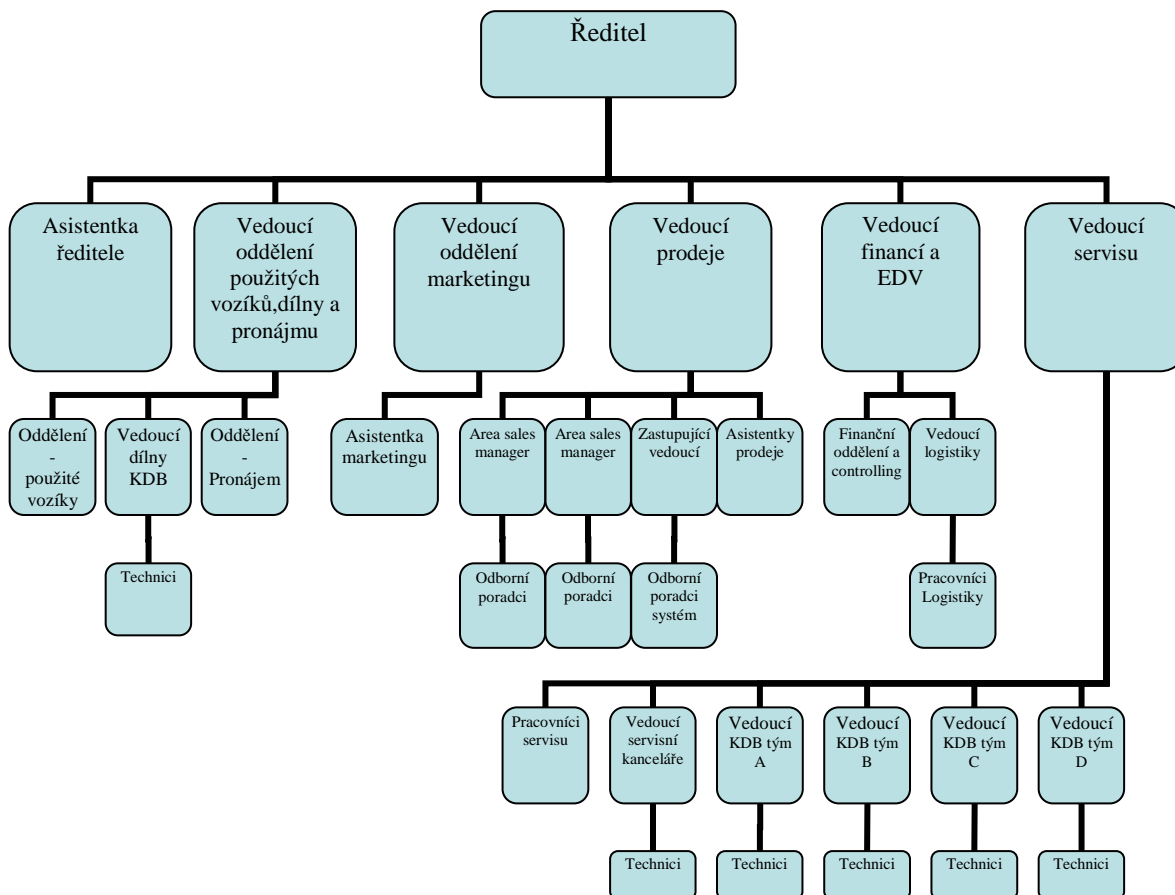 Ředitel
Asistentka
ředitele
Vedoucí
oddělení
použitých
vozíků,dílny a
pronájmu
Vedoucí
oddělení
marketingu
Vedoucí
prodeje
Vedoucí
financí a
EDV
Vedoucí
servisu
Oddělení
-
použité
vozíky
Vedoucí
dílny
KDB
Oddělení
-
Pronájem
Asistentka
marketingu
Area sales
manager
Area sales
manager
Zastupující
vedoucí
Asistentky
prodeje
Finanční
oddělení a
controlling
Vedoucí
logistiky
Technici
Odborní
poradci
Odborní
poradci
Odborní
poradci
systém
Pracovníci
Logistiky
Pracovníci
servisu
Vedoucí
servisní
kanceláře
Vedoucí
KDB tým
A
Vedoucí
KDB tým
B
Vedoucí
KDB tým
C
Vedoucí
KDB tým
D
Technici
Technici
Technici
Technici
Technici